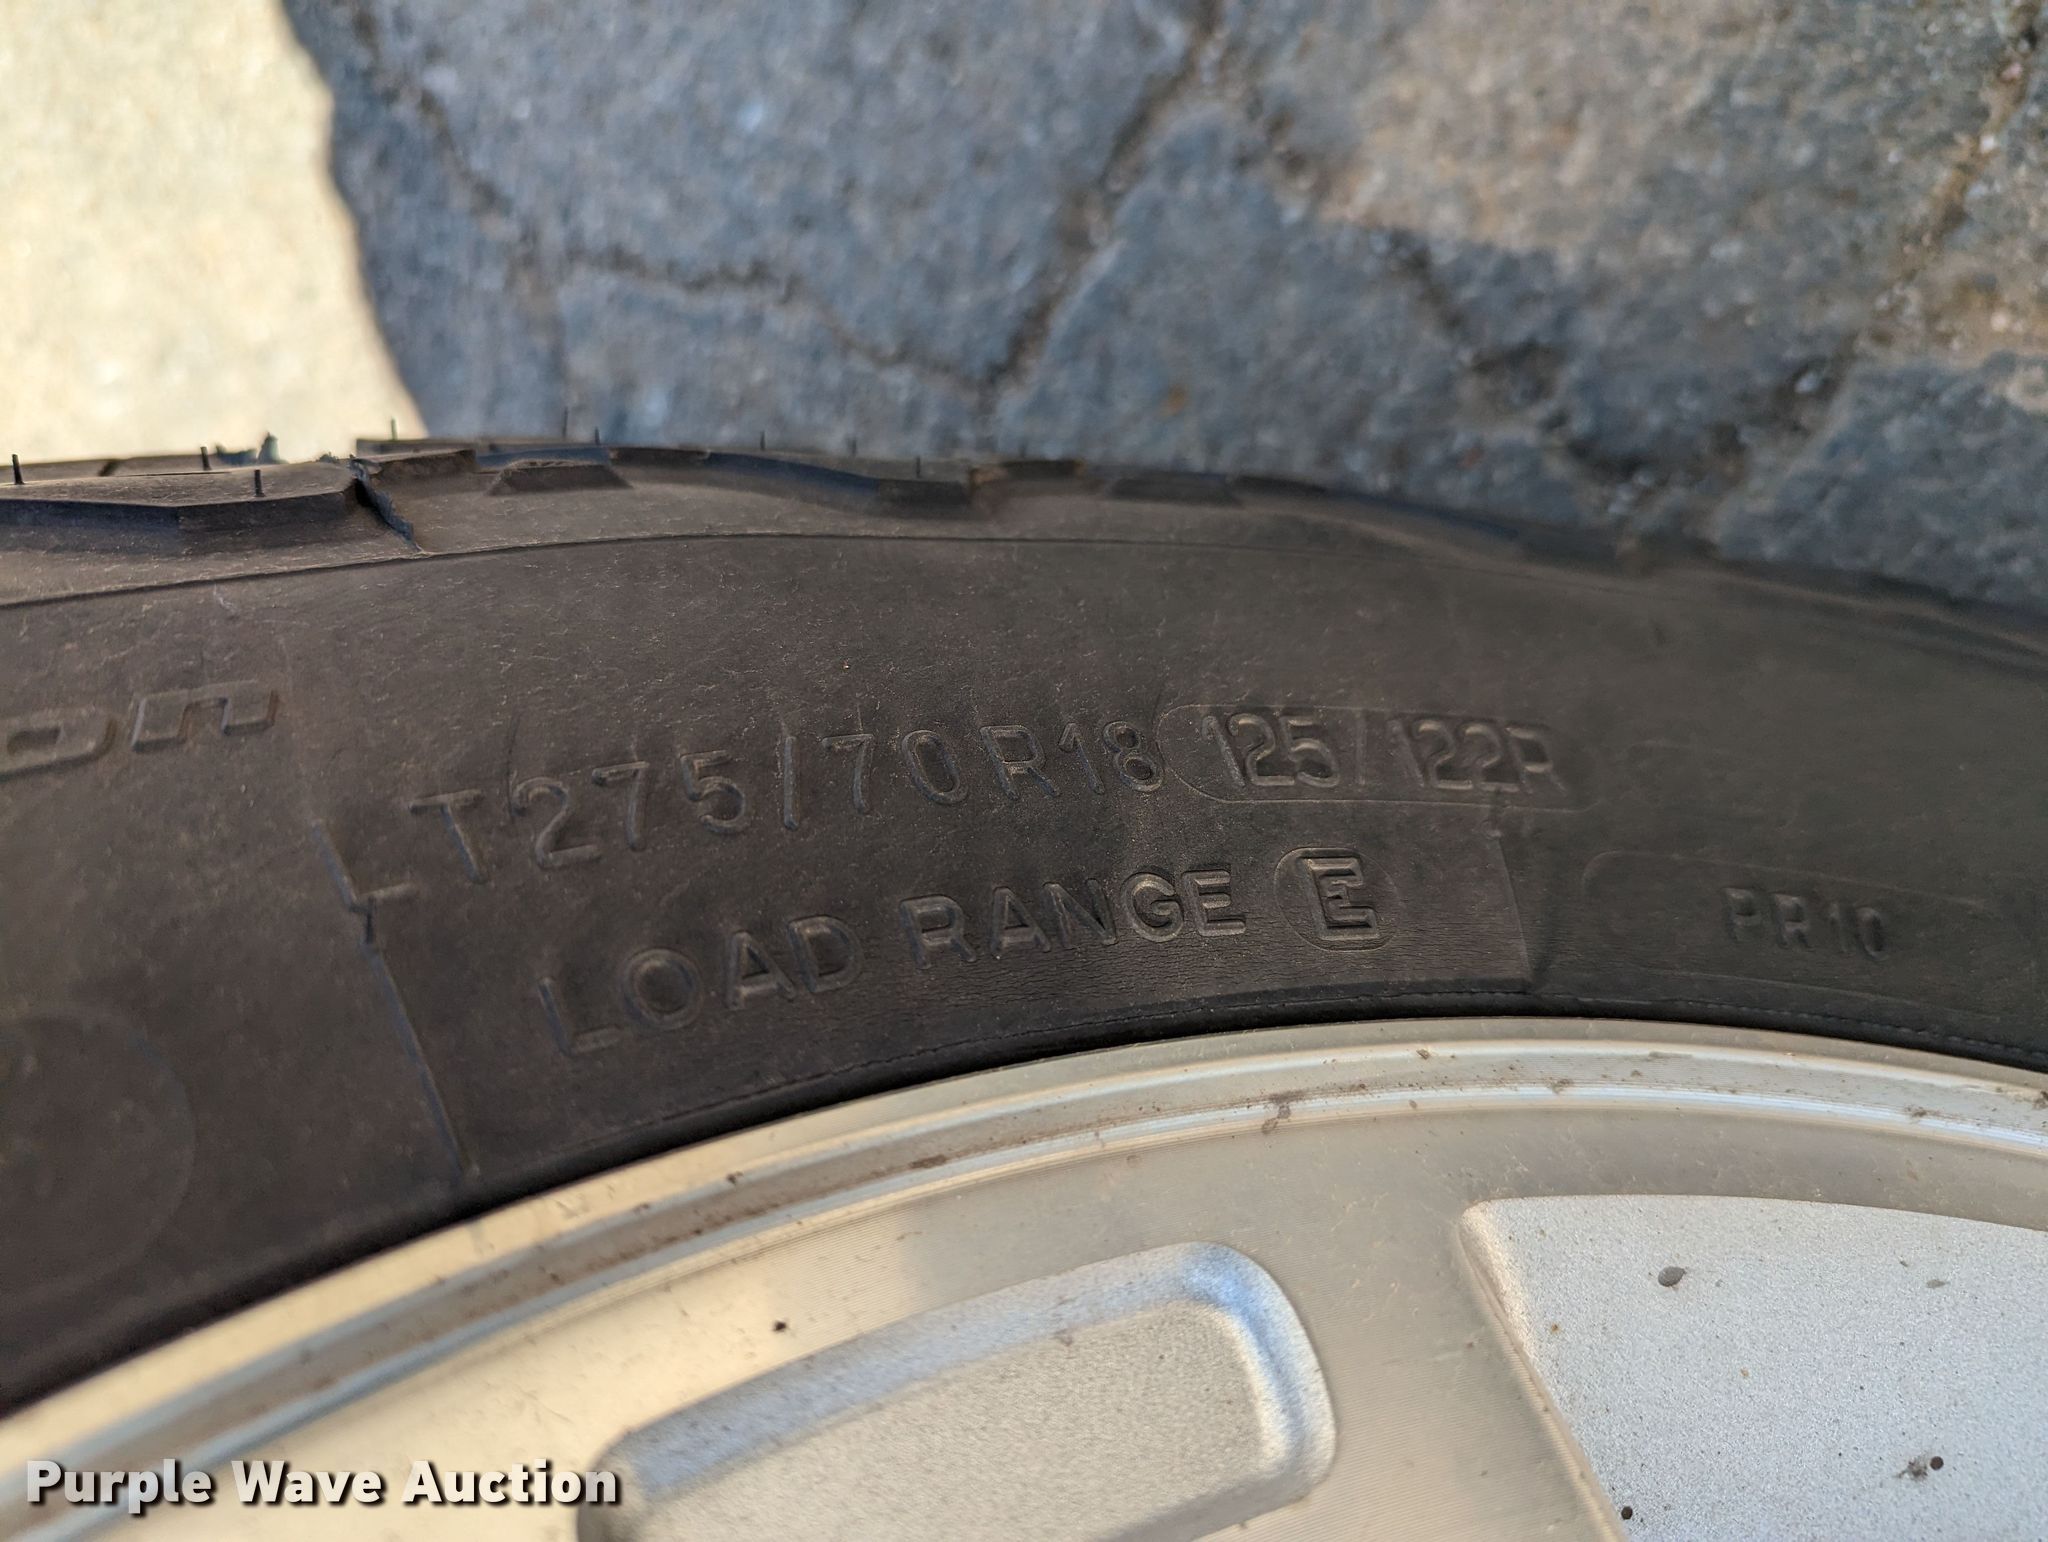 LT275/70R18 125/122R
LOAD RANGE E
PR10
Purple Wave Auction